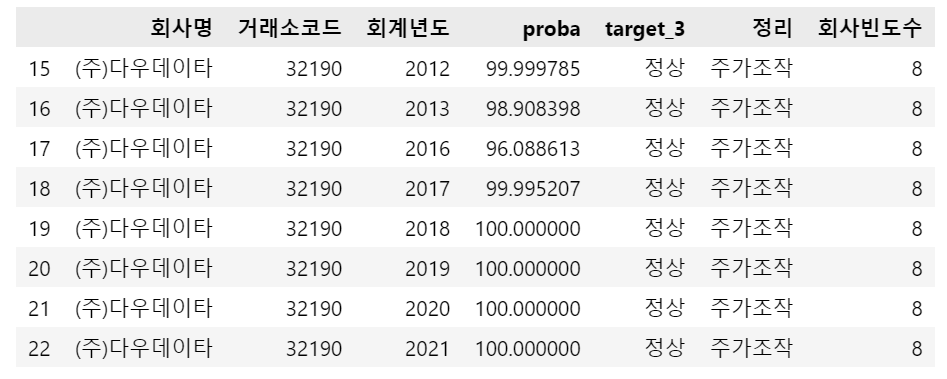 회사명 거래소코드 회계년도 proba target_3 정리 회사빈도수
15 (주)다우데이타 32190 2012 99.999785 정상 주가조작 8
16 (주)다우데이타 32190 2013 98.908398 정상 주가조작 8
17 (주)다우데이타 32190 2016 96.088613 정상 주가조작 8
18 (주)다우데이타 32190 2017 99.995207 정상 주가조작 8
19 (주)다우데이타 32190 2018 100.000000 정상 주가조작 8
20 (주)다우데이타 32190 2019 100.000000 정상 주가조작 8
21 (주)다우데이타 32190 2020 100.000000 정상 주가조작 8
22 (주)다우데이타 32190 2021 100.000000 정상 주가조작 8